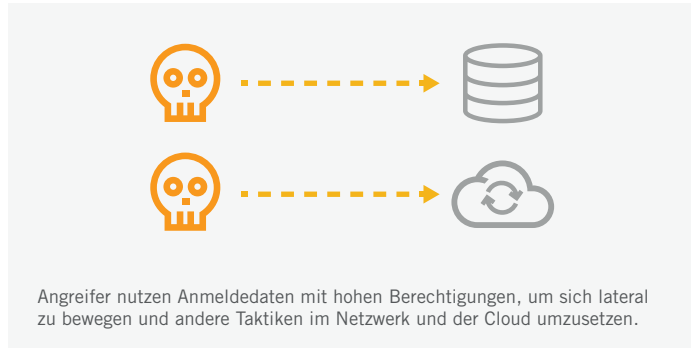 Angreifer nutzen Anmeldedaten mit hohen Berechtigungen, um sich lateral
zu bewegen und andere Taktiken im Netzwerk und der Cloud umzusetzen.